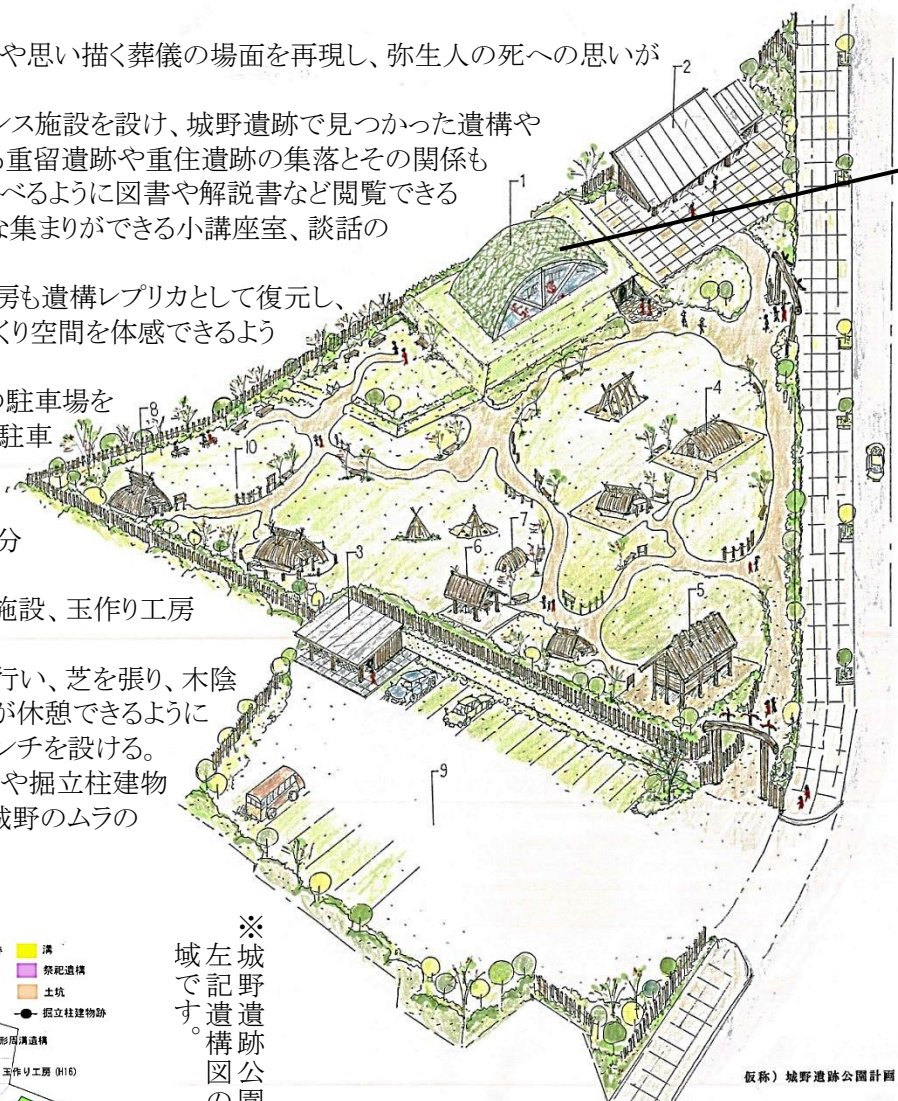 や思い描く葬儀の場面を再現し、弥生人の死への思いが
ンス施設を設け、城野遺跡で見つかった遺構や
重留遺跡や重住遺跡の集落とその関係も
べるように図書や解説書など閲覧できる
な集まりができる小講座室、談話の
房も遺構レプリカとして復元し、
くり空間を体感できるよう
の駐車場を
駐車
分
施設、玉作り工房
行い、芝を張り、木陰
が休憩できるように
ンチを設ける。
や掘立柱建物
城野のムラの
1
2
3
4
5
6
7
8
9
10
※城野遺跡公園
左記遺構図の
域です。
溝
祭祀遺構
土坑
掘立柱建物跡
形周溝遺構
玉作り工房 (H16)
仮称）城野遺跡公園計画